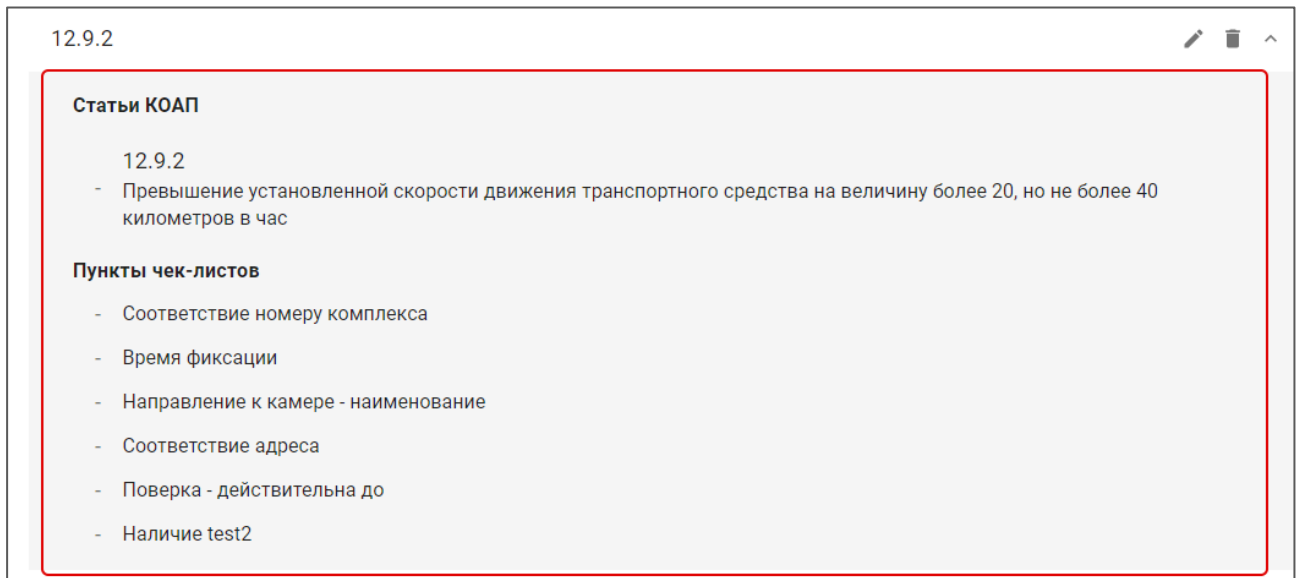 12.9.2
Статьи КОАП
12.9.2
- Превышение установленной скорости движения транспортного средства на величину более 20, но не более 40
километров в час
Пункты чек-листов
- Соответствие номеру комплекса
- Время фиксации
- Направление к камере - наименование
- Соответствие адреса
- Поверка - действительна до
- Наличие test2